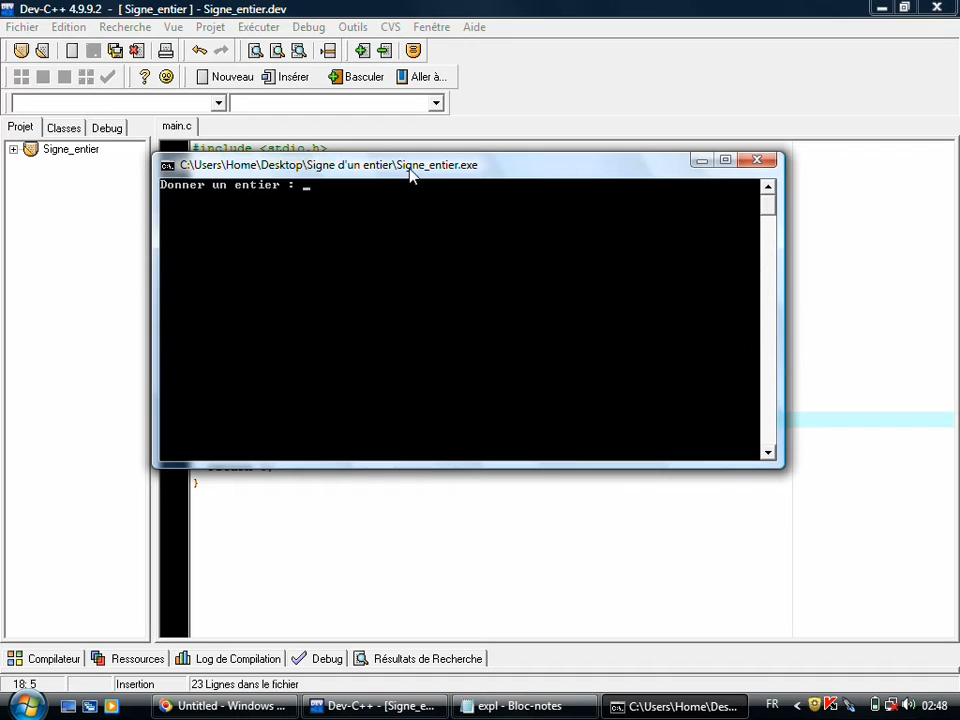 Dev-C++ 4.9.9.2 - [ Signe_entier ] - Signe_entier.dev
Fichier Edition Recherche Vue Projet Exécuter Debug Outils CVS Fenêtre Aide
Nouveau Insérer Basculer Aller à...
Projet Classes Debug main.c
Signe_entier #include <stdio.h>
C:\Users\Home\Desktop\Signe d'un entier\Signe_entier.exe
Donner un entier : _
}
Compilateur Ressources Log de Compilation Debug Résultats de Recherche
18: 5 Insertion 23 Lignes dans le fichier
Untitled - Windows ... Dev-C++ - [Signe_e... expl - Bloc-notes C:\Users\Home\Des... FR < 02:48